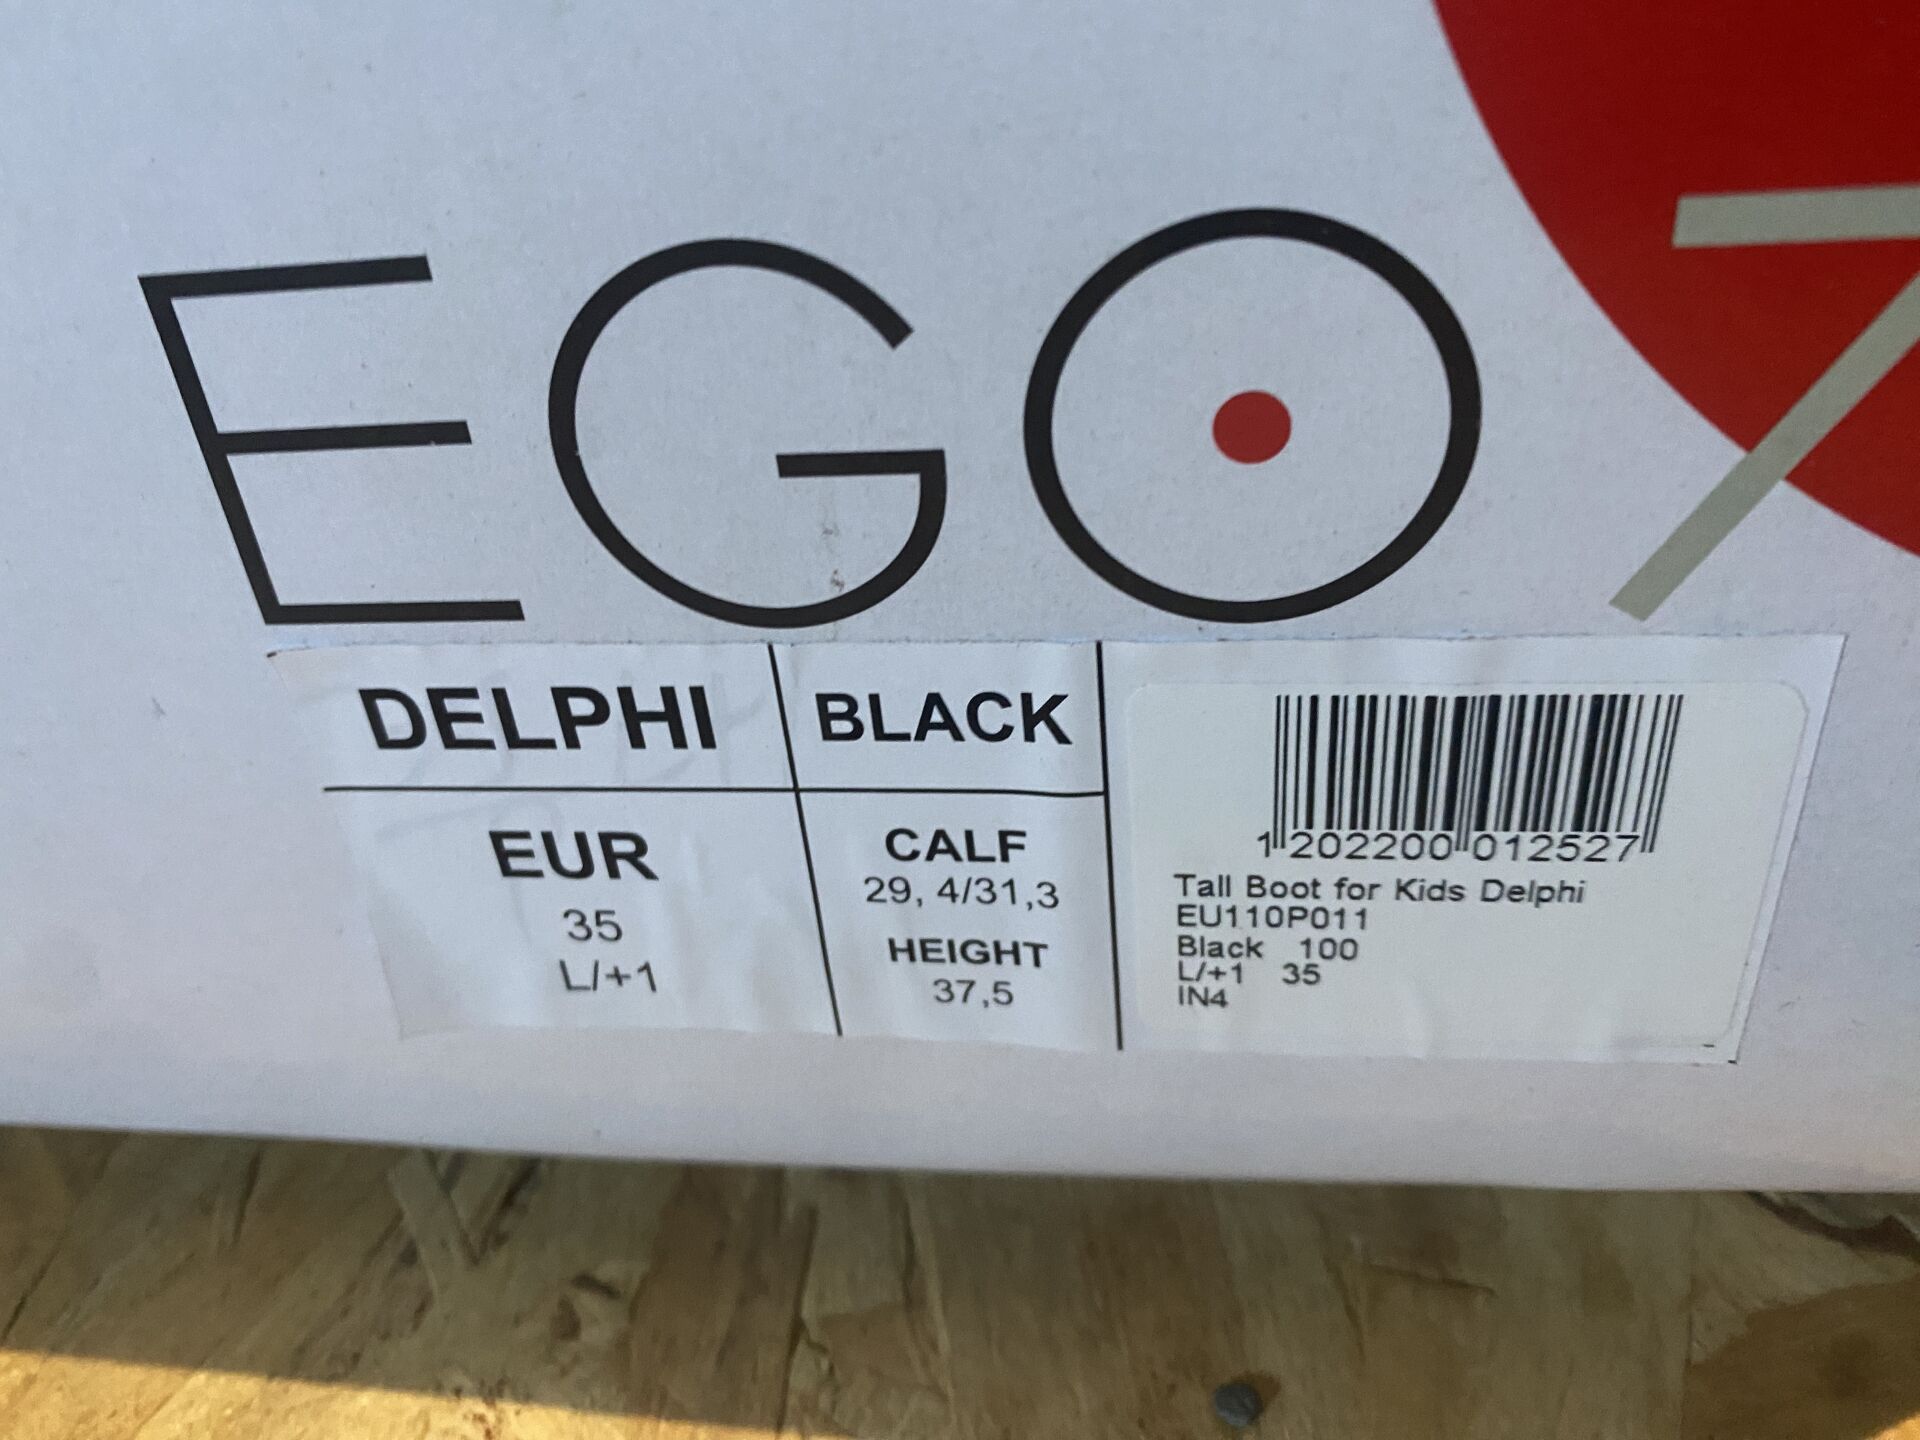 EGO7
DELPHI
BLACK
EUR
35
L/+1
CALF
29, 4/31,3
HEIGHT
37,5
1 202200 012527
Tall Boot for Kids Delphi
EU110P011
Black 100
L/+1 35
IN4